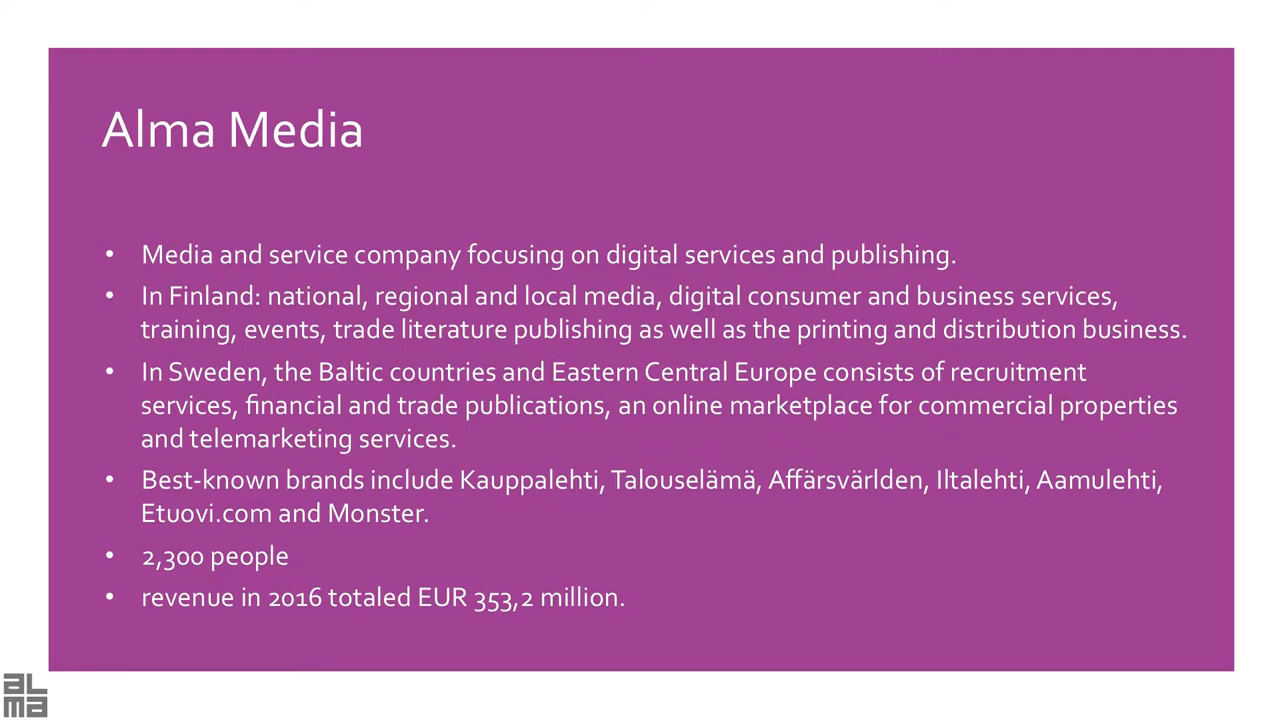 Alma Media
• Media and service company focusing on digital services and publishing.
• In Finland: national, regional and local media, digital consumer and business services,
training, events, trade literature publishing as well as the printing and distribution business.
• In Sweden, the Baltic countries and Eastern Central Europe consists of recruitment
services, financial and trade publications, an online marketplace for commercial properties
and telemarketing services.
• Best-known brands include Kauppalehti, Talouselämä, Affärsvärlden, Iltalehti, Aamulehti,
Etuovi.com and Monster.
• 2,300 people
• revenue in 2016 totaled EUR 353,2 million.
aL
ma